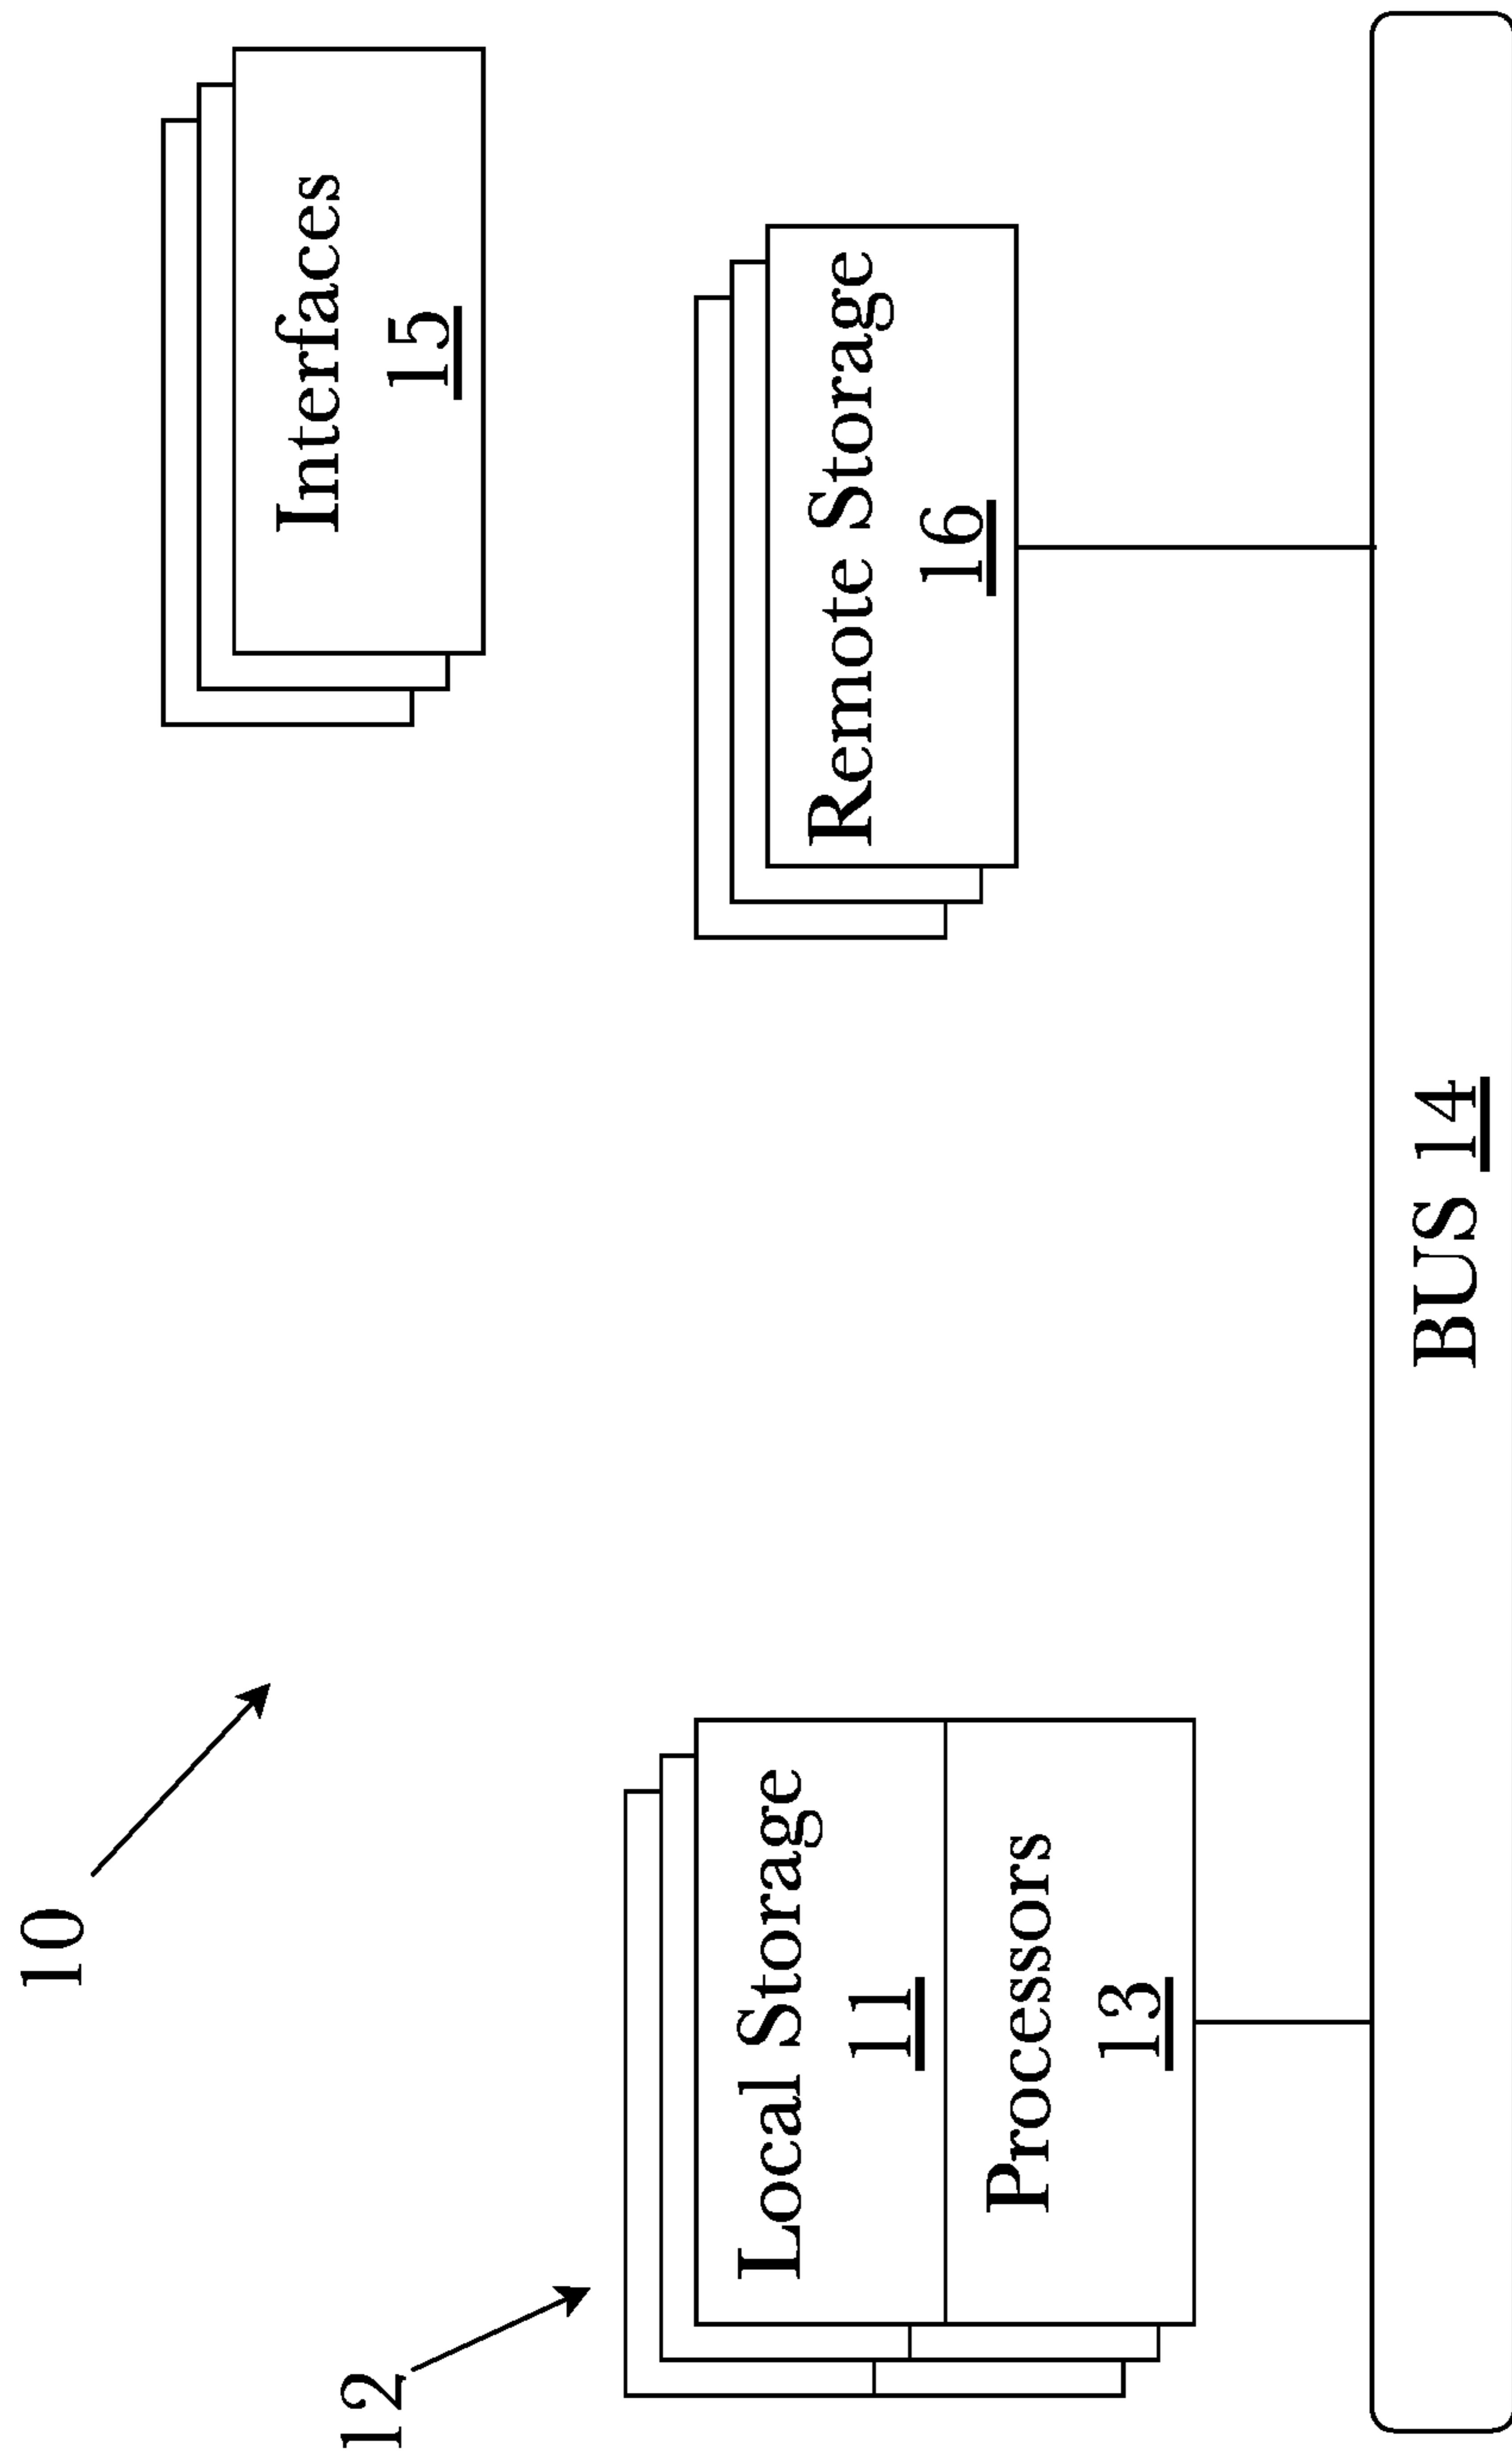 10
12
Interfaces
15
Local Storage
11
Processors
13
Remote Storage
16
BUS 14